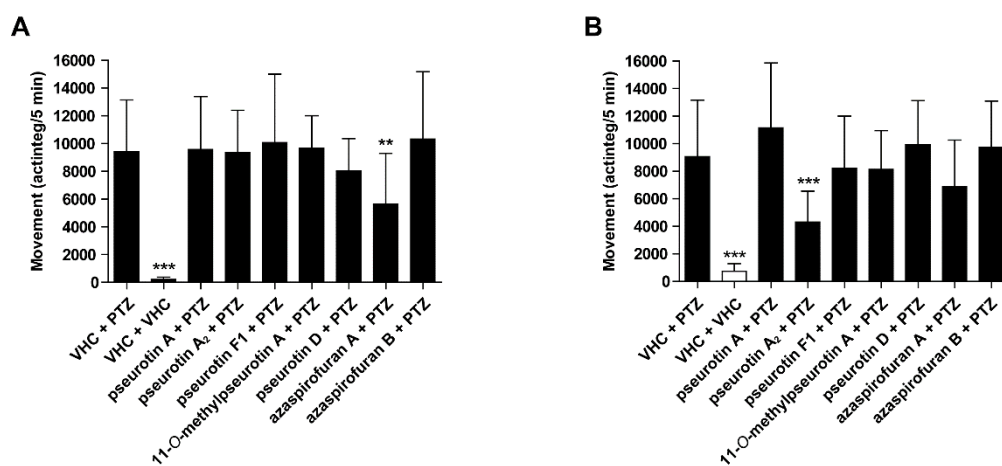 A
Movement (actinteg/5 min)
16000
14000
12000
10000
8000
6000
4000
2000
0
***
**
VHC + PTZ
VHC + VHC
pseurotin A + PTZ
pseurotin A₂ + PTZ
pseurotin F1 + PTZ
11-O-methylpseurotin A + PTZ
pseurotin D + PTZ
azaspirofuran A + PTZ
azaspirofuran B + PTZ
B
Movement (actinteg/5 min)
16000
14000
12000
10000
8000
6000
4000
2000
0
***
***
VHC + PTZ
VHC + VHC
pseurotin A + PTZ
pseurotin A₂ + PTZ
pseurotin F1 + PTZ
11-O-methylpseurotin A + PTZ
pseurotin D + PTZ
azaspirofuran A + PTZ
azaspirofuran B + PTZ